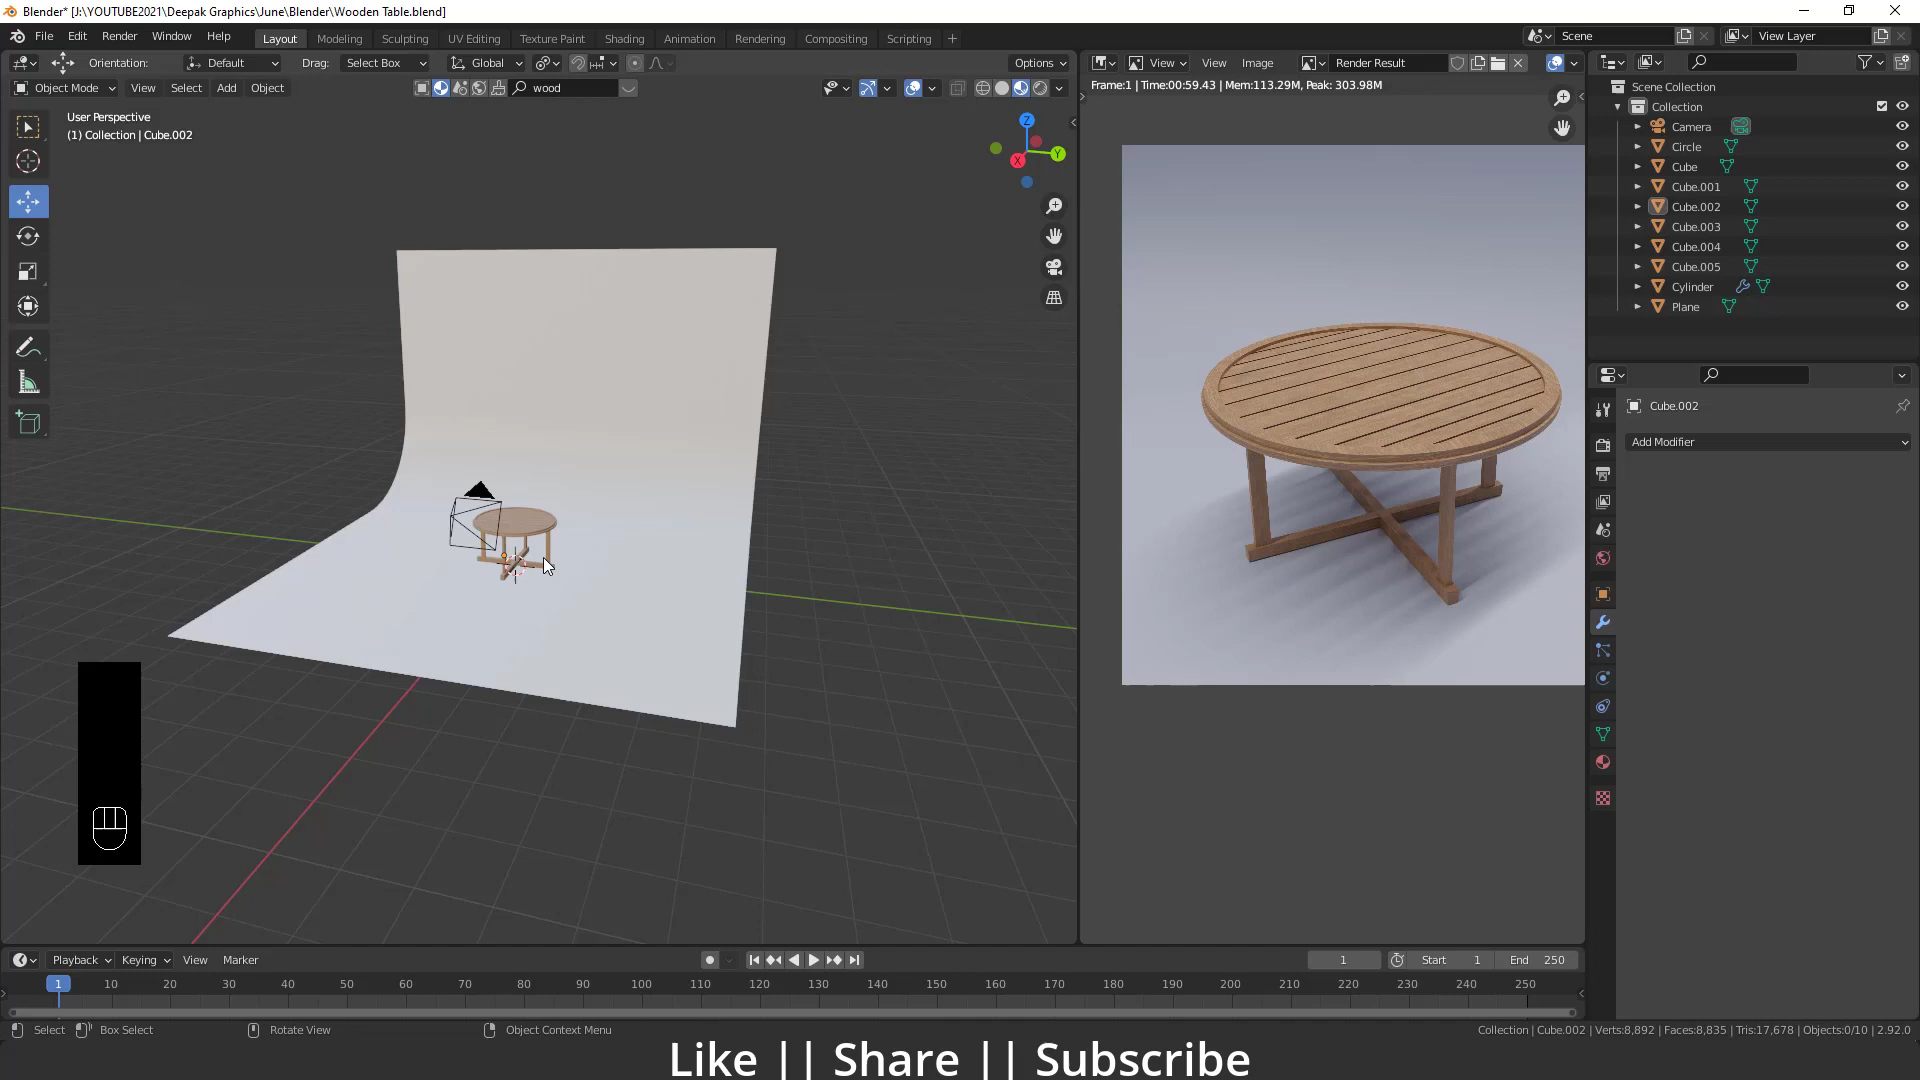 Blender* [J:\YOUTUBE2021\Deepak Graphics\June\Blender\Wooden Table.blend]
File Edit Render Window Help Layout Modeling Sculpting UV Editing Texture Paint Shading Animation Rendering Compositing Scripting + Scene View Layer
Orientation: Default Drag: Select Box Global Options View View Image Render Result
Object Mode View Select Add Object wood
Frame:1 | Time:00:59.43 | Mem:113.29M, Peak: 303.98M
User Perspective
(1) Collection | Cube.002
Z
Y
X
Scene Collection
Collection
Camera
Circle
Cube
Cube.001
Cube.002
Cube.003
Cube.004
Cube.005
Cylinder
Plane
Cube.002
Add Modifier
Playback Keying View Marker 1 Start 1 End 250
1 10 20 30 40 50 60 70 80 90 100 110 120 130 140 150 160 170 180 190 200 210 220 230 240 250
Select Box Select Rotate View Object Context Menu Collection | Cube.002 | Verts:8,892 | Faces:8,835 | Tris:17,678 | Objects:0/10 | 2.92.0
Like || Share || Subscribe